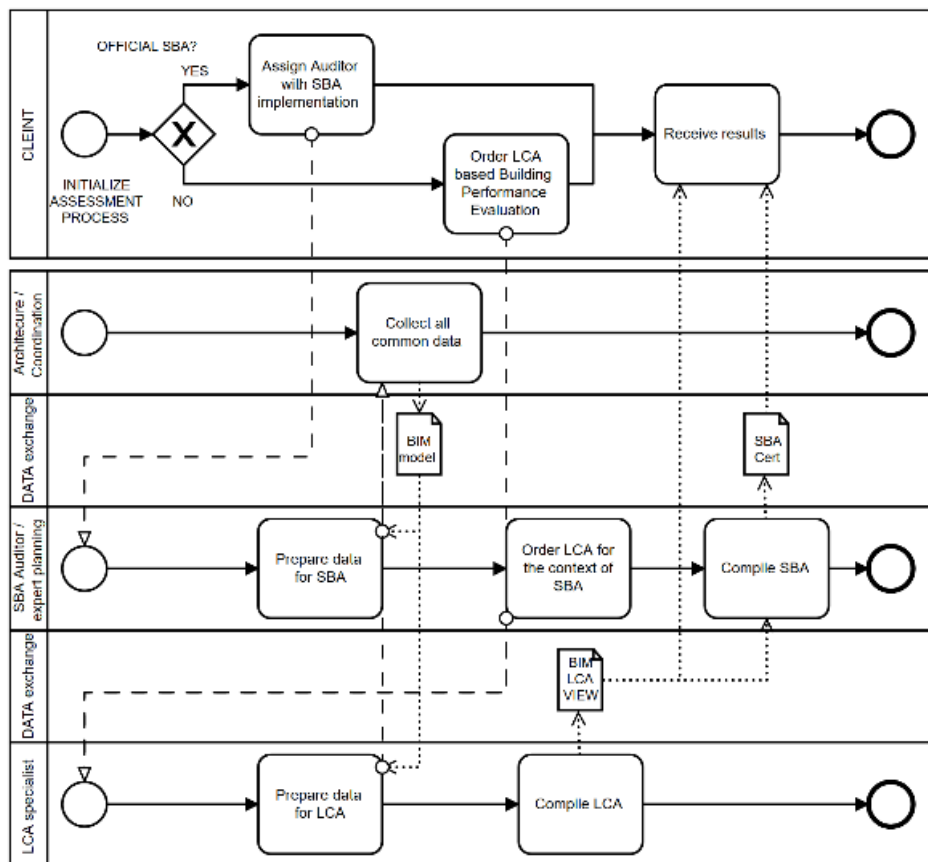 OFFICIAL SBA?
YES
Assign Auditor
with SBA
implementation
CLEINT
Receive results
Order LCA
based Building
Performance
Evaluation
INITIALIZE
ASSESSMENT
PROCESS
NO
Architecure /
Coordination
Collect all
common data
DATA exchange
BIM
model
SBA
Cert
SBA Auditor /
expert planning
Prepare data
for SBA
Order LCA for
the context of
SBA
Compile SBA
DATA exchange
BIM
LCA
VIEW
LCA specialist
Prepare data
for LCA
Compile LCA